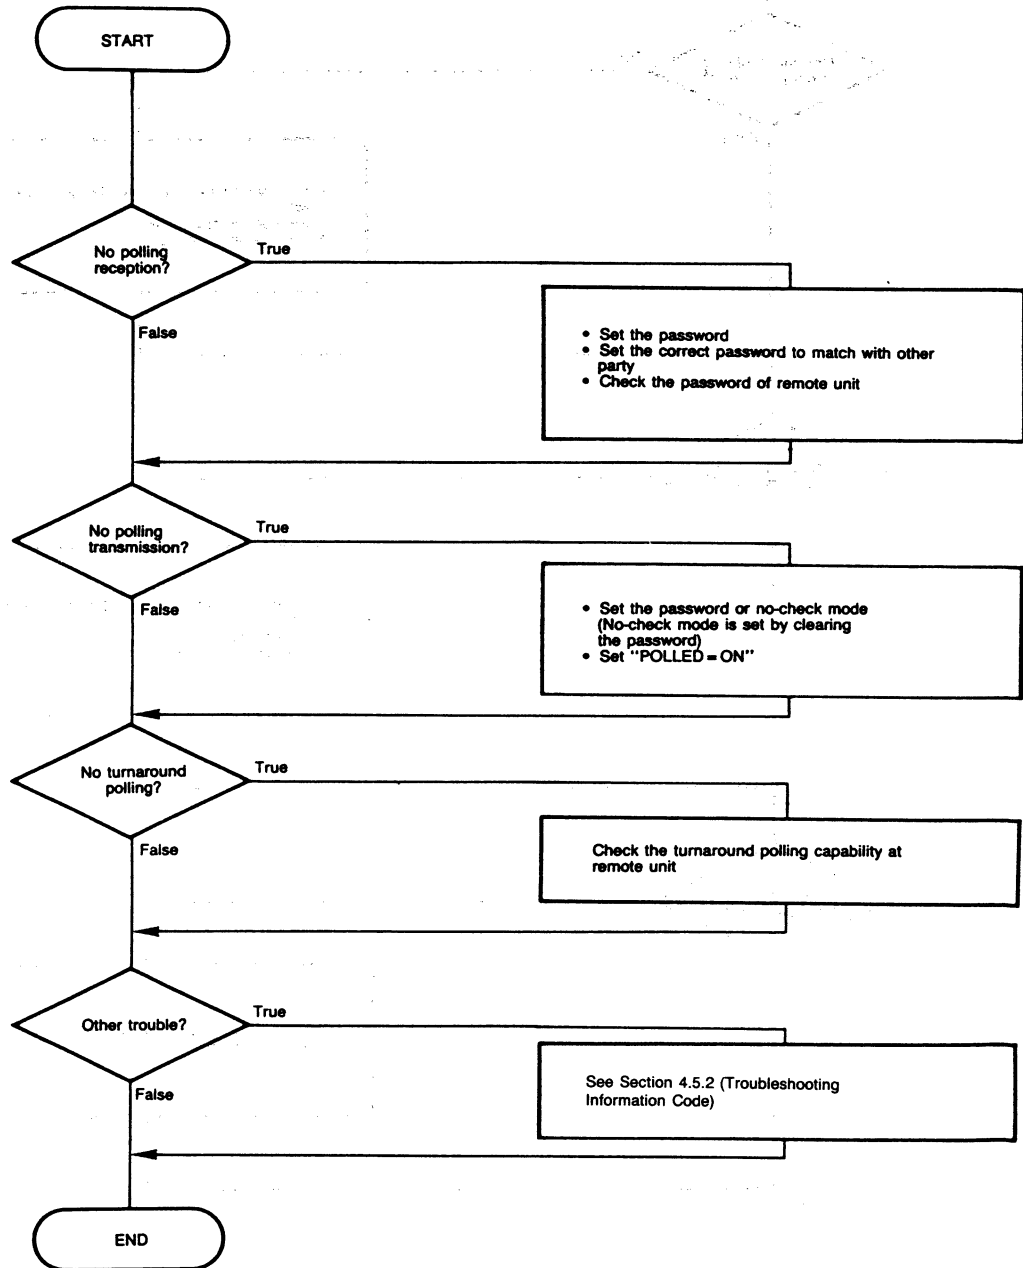 START
No polling
reception?
True
False
• Set the password
• Set the correct password to match with other
party
• Check the password of remote unit
No polling
transmission?
True
False
• Set the password or no-check mode
(No-check mode is set by clearing
the password)
• Set "POLLED=ON"
No turnaround
polling?
True
False
Check the turnaround polling capability at
remote unit
Other trouble?
True
False
See Section 4.5.2 (Troubleshooting
Information Code)
END